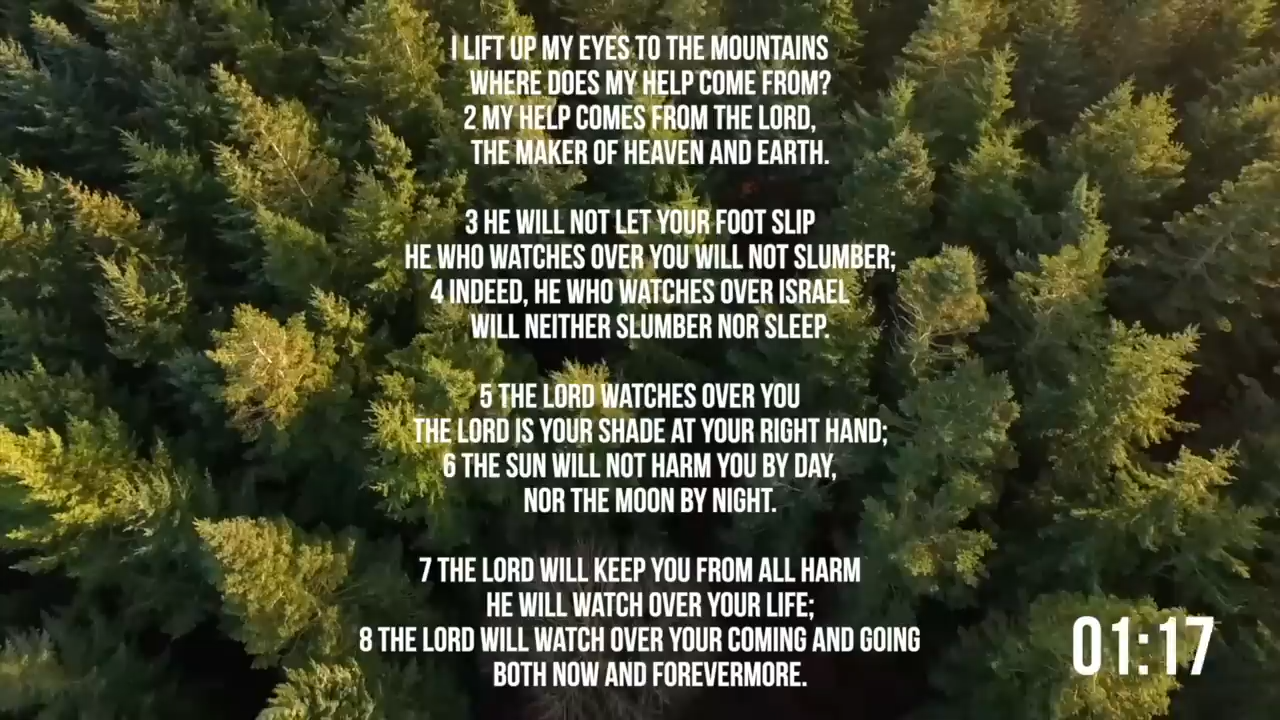 I LIFT UP MY EYES TO THE MOUNTAINS
WHERE DOES MY HELP COME FROM?
2 MY HELP COMES FROM THE LORD,
THE MAKER OF HEAVEN AND EARTH.
3 HE WILL NOT LET YOUR FOOT SLIP
HE WHO WATCHES OVER YOU WILL NOT SLUMBER;
4 INDEED, HE WHO WATCHES OVER ISRAEL
WILL NEITHER SLUMBER NOR SLEEP.
5 THE LORD WATCHES OVER YOU
THE LORD IS YOUR SHADE AT YOUR RIGHT HAND;
6 THE SUN WILL NOT HARM YOU BY DAY,
NOR THE MOON BY NIGHT.
7 THE LORD WILL KEEP YOU FROM ALL HARM
HE WILL WATCH OVER YOUR LIFE;
8 THE LORD WILL WATCH OVER YOUR COMING AND GOING
BOTH NOW AND FOREVERMORE.
01:17